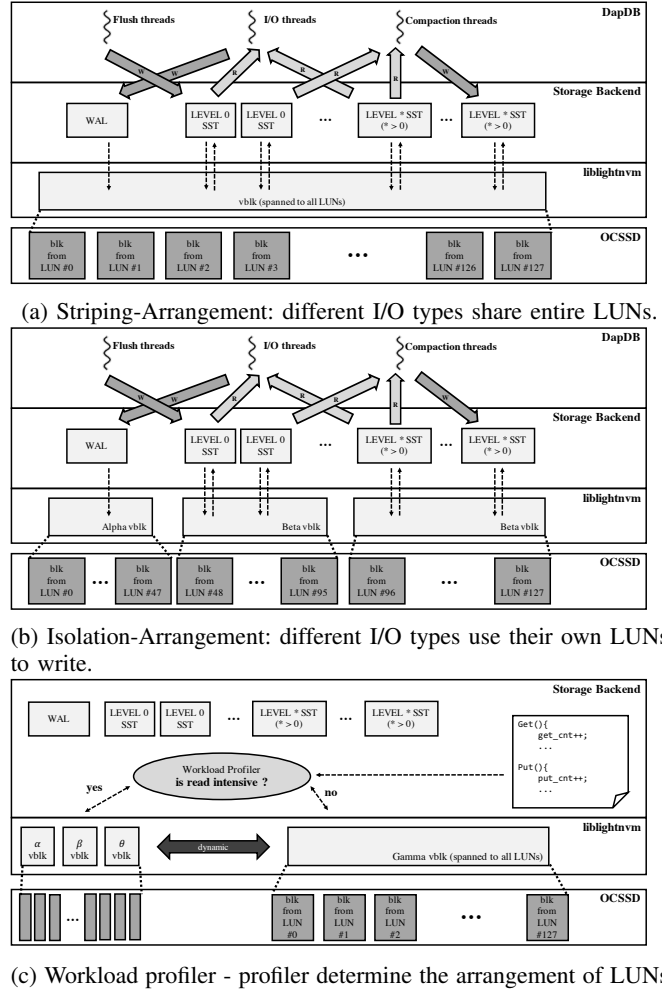 DapDB
Flush threads
I/O threads
Compaction threads
W
W
R
R
R
R
W
Storage Backend
WAL
LEVEL 0
SST
LEVEL 0
SST
...
LEVEL * SST
(* > 0)
...
LEVEL * SST
(* > 0)
liblightnvm
vblk (spanned to all LUNs)
OCSSD
blk
from
LUN #0
blk
from
LUN #1
blk
from
LUN #2
blk
from
LUN #3
...
blk
from
LUN #126
blk
from
LUN #127
(a) Striping-Arrangement: different I/O types share entire LUNs.
Flush threads
I/O threads
Compaction threads
DapDB
W
W
R
R
R
R
W
Storage Backend
WAL
LEVEL 0
SST
LEVEL 0
SST
...
LEVEL * SST
(* > 0)
...
LEVEL * SST
(* > 0)
liblightnvm
Alpha vblk
Beta vblk
Beta vblk
OCSSD
blk
from
LUN #0
...
blk
from
LUN #47
blk
from
LUN #48
...
blk
from
LUN #95
blk
from
LUN #96
...
blk
from
LUN #127
(b) Isolation-Arrangement: different I/O types use their own LUNs
to write.
Storage Backend
WAL
LEVEL 0
SST
LEVEL 0
SST
...
LEVEL * SST
(* > 0)
...
LEVEL * SST
(* > 0)
Get(){
get_cnt++;
...
Put(){
put_cnt++;
...
Workload Profiler
is read intensive ?
yes
no
liblightnvm
α
vblk
β
vblk
θ
vblk
dynamic
Gamma vblk (spanned to all LUNs)
OCSSD
...
blk
from
LUN
#0
blk
from
LUN
#1
blk
from
LUN
#2
...
blk
from
LUN
#127
(c) Workload profiler - profiler determine the arrangement of LUNs